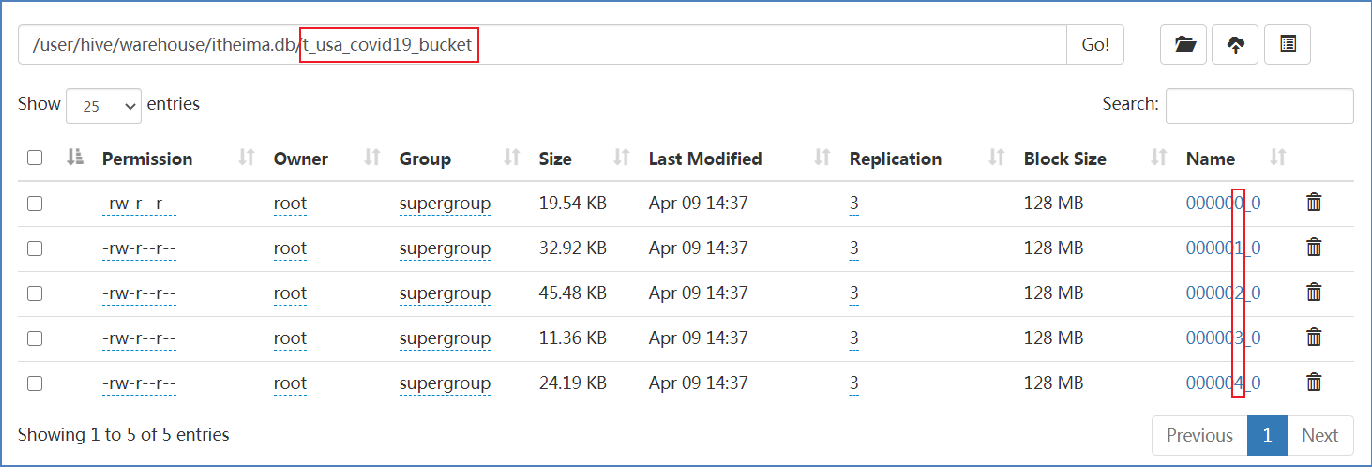 /user/hive/warehouse/itheima.db/t_usa_covid19_bucket Go!
Show 25 entries Search:
Permission Owner Group Size Last Modified Replication Block Size Name
-rw-r--r-- root supergroup 19.54 KB Apr 09 14:37 3 128 MB 000000_0
-rw-r--r-- root supergroup 32.92 KB Apr 09 14:37 3 128 MB 000001_0
-rw-r--r-- root supergroup 45.48 KB Apr 09 14:37 3 128 MB 000002_0
-rw-r--r-- root supergroup 11.36 KB Apr 09 14:37 3 128 MB 000003_0
-rw-r--r-- root supergroup 24.19 KB Apr 09 14:37 3 128 MB 000004_0
Showing 1 to 5 of 5 entries Previous 1 Next